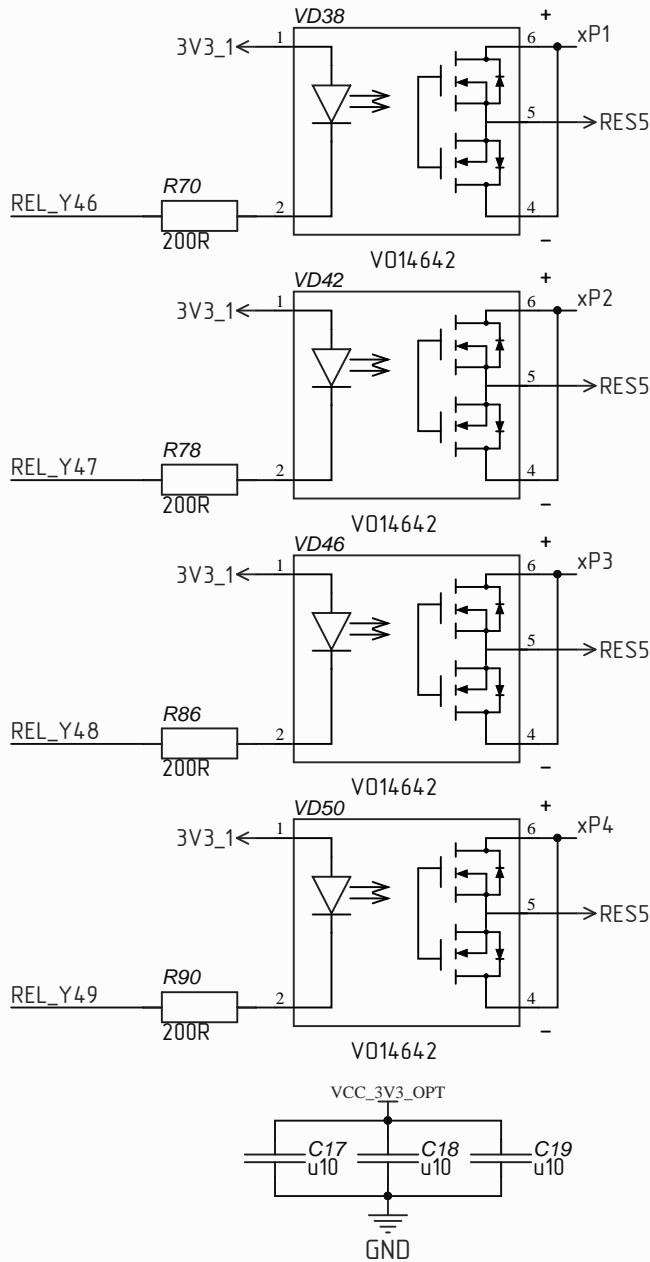 VD38
+
1
6
3V3_1
xP1
5
RES5
R70
REL_Y46
2
4
200R
–
VO14642
VD42
+
1
6
3V3_1
xP2
5
RES5
R78
REL_Y47
2
4
200R
–
VO14642
VD46
+
1
6
3V3_1
xP3
5
RES5
R86
REL_Y48
2
4
200R
–
VO14642
VD50
+
1
6
3V3_1
xP4
5
RES5
R90
REL_Y49
2
4
200R
–
VO14642
VCC_3V3_OPT
C17 C18 C19
u10 u10 u10
GND